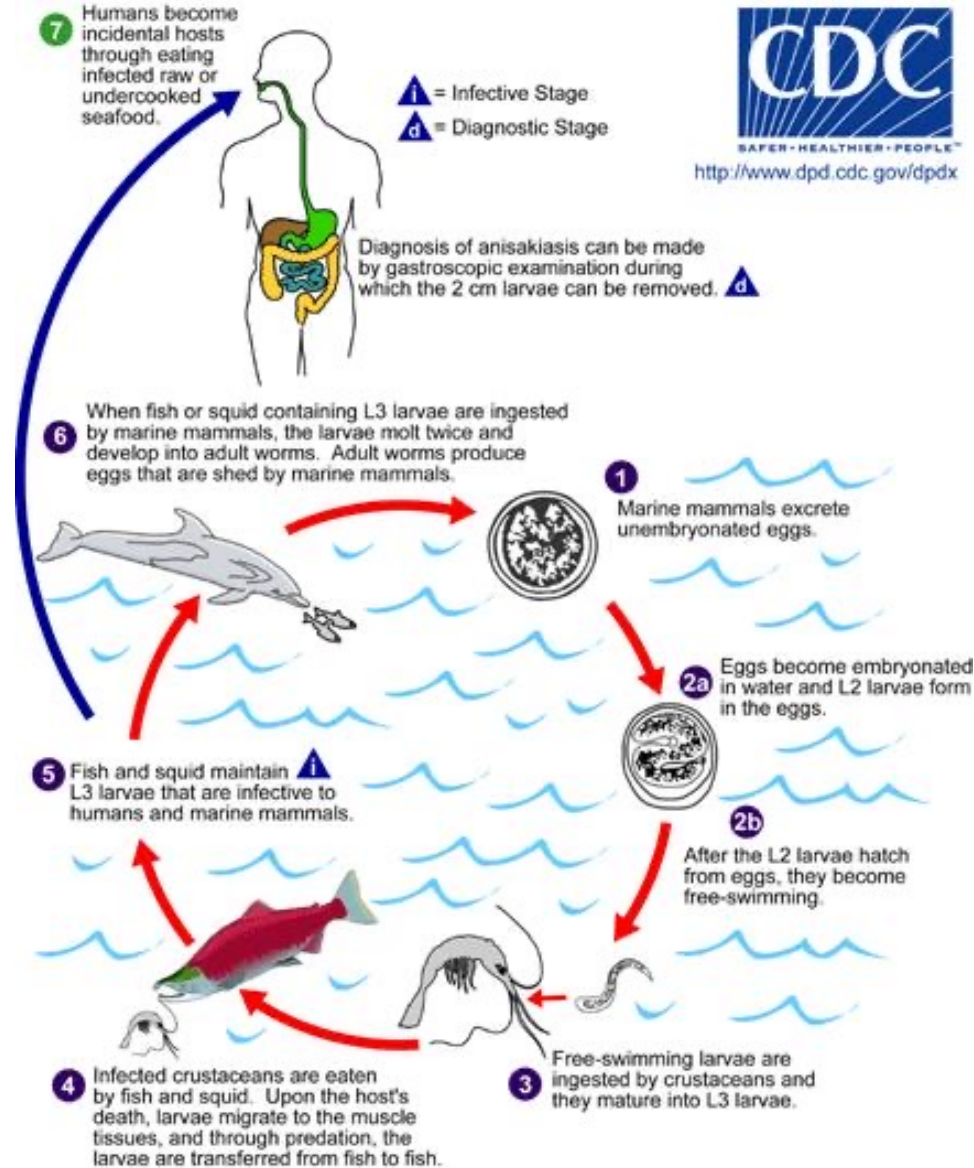 7
Humans become
incidental hosts
through eating
infected raw or
undercooked
seafood.
i = Infective Stage
d = Diagnostic Stage
CDC
SAFER•HEALTHIER•PEOPLE™
http://www.dpd.cdc.gov/dpdx
Diagnosis of anisakiasis can be made
by gastroscopic examination during
which the 2 cm larvae can be removed. d
6
When fish or squid containing L3 larvae are ingested
by marine mammals, the larvae molt twice and
develop into adult worms. Adult worms produce
eggs that are shed by marine mammals.
1
Marine mammals excrete
unembryonated eggs.
2a
Eggs become embryonated
in water and L2 larvae form
in the eggs.
2b
After the L2 larvae hatch
from eggs, they become
free-swimming.
3
Free-swimming larvae are
ingested by crustaceans and
they mature into L3 larvae.
4
Infected crustaceans are eaten
by fish and squid. Upon the host's
death, larvae migrate to the muscle
tissues, and through predation, the
larvae are transferred from fish to fish.
5
Fish and squid maintain i
L3 larvae that are infective to
humans and marine mammals.